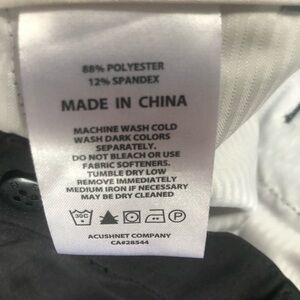 88% POLYESTER
12% SPANDEX
MADE IN CHINA
MACHINE WASH COLD
WASH DARK COLORS
SEPARATELY.
DO NOT BLEACH OR USE
FABRIC SOFTENERS.
TUMBLE DRY LOW
REMOVE IMMEDIATELY
MEDIUM IRON IF NECESSARY
MAY BE DRY CLEANED
30C P
ACUSHNET COMPANY
CA#28544